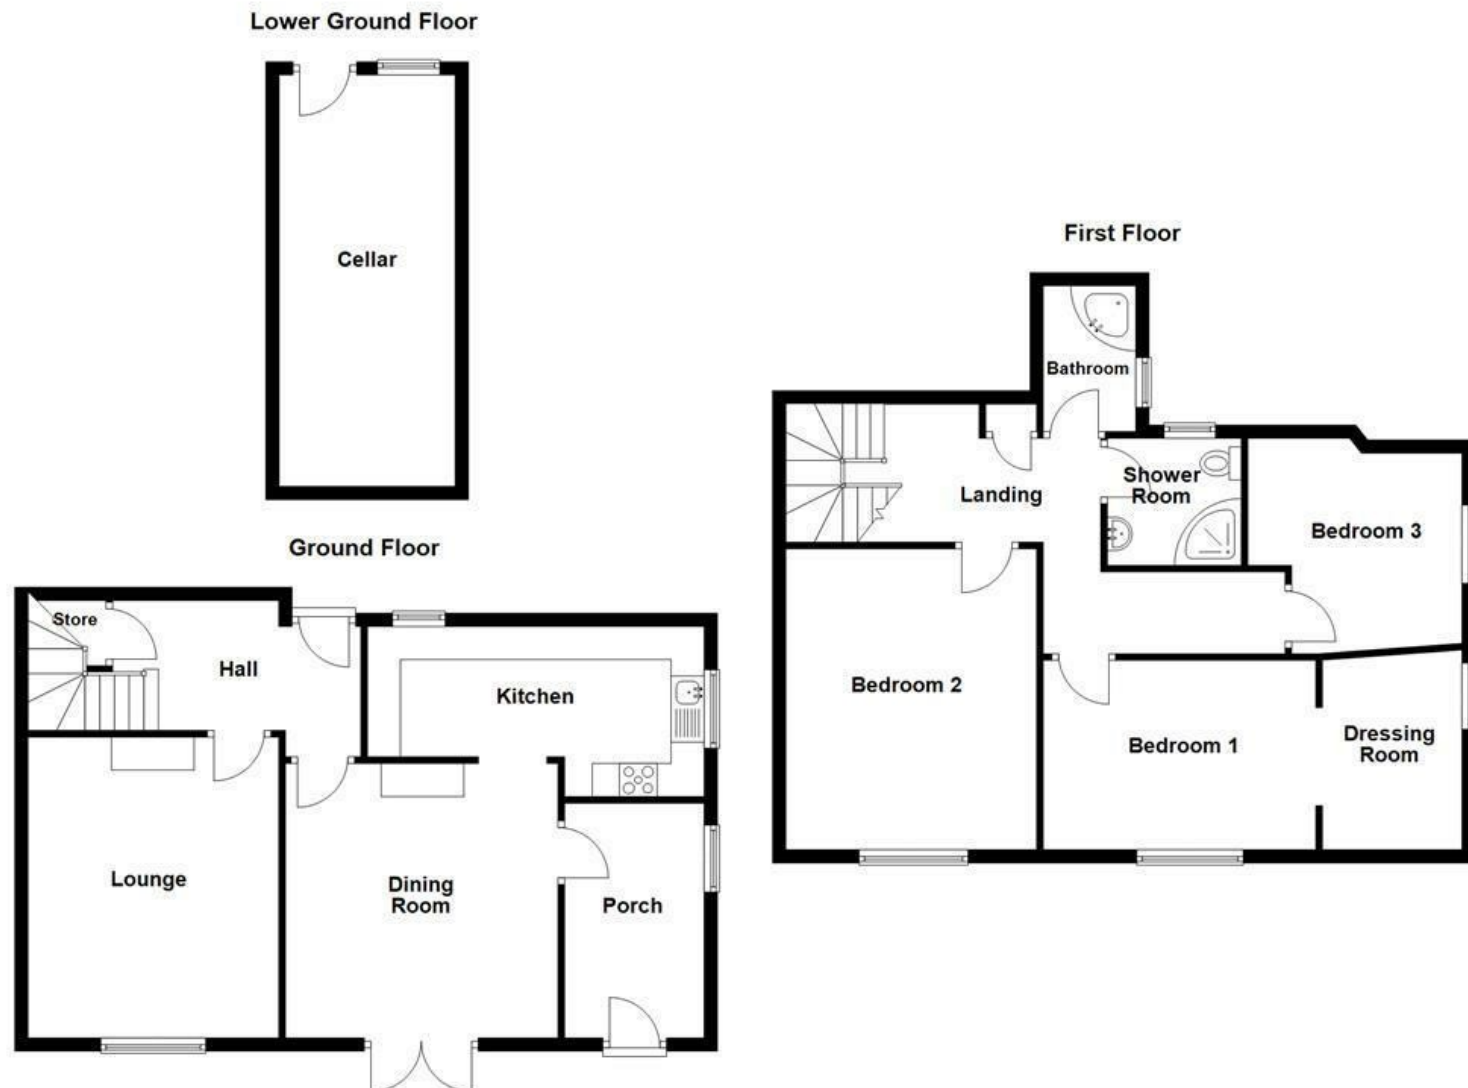 Lower Ground Floor
Cellar
Ground Floor
Store
Hall
Kitchen
Lounge
Dining
Room
Porch
First Floor
Bathroom
Landing
Shower
Room
Bedroom 3
Bedroom 2
Bedroom 1
Dressing
Room